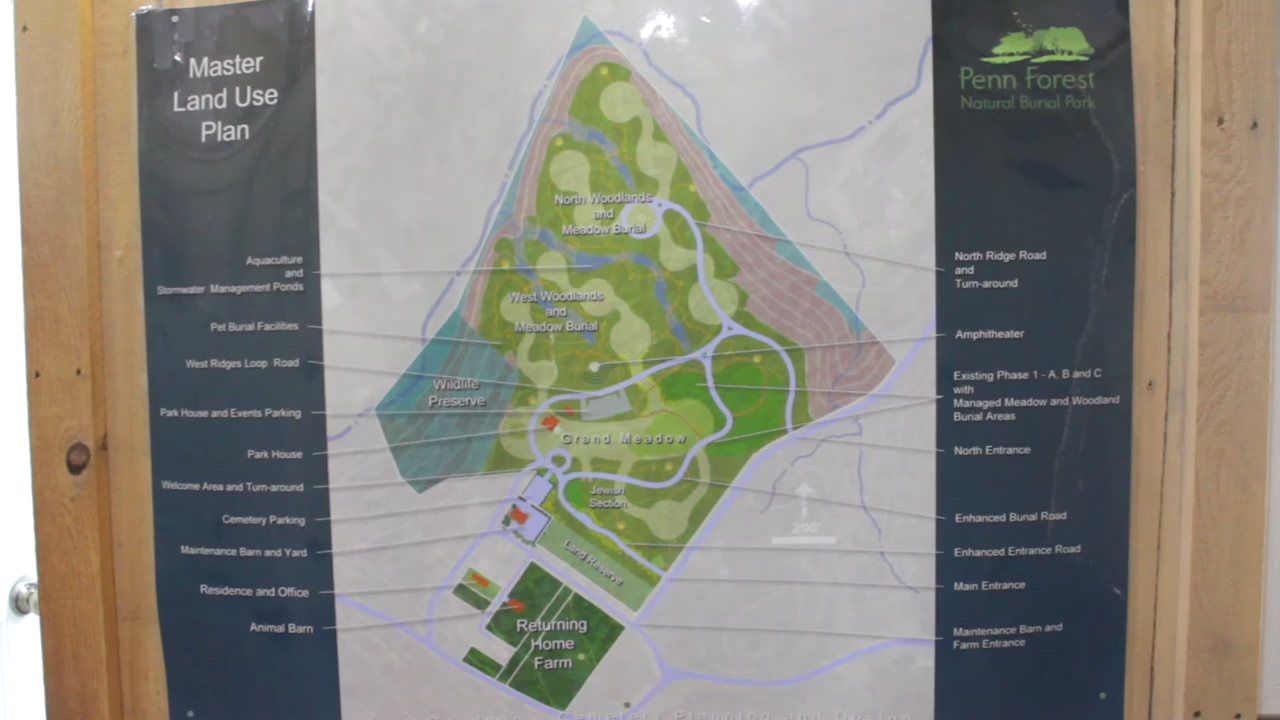 Master
Land Use
Plan
Aquaculture
and
Stormwater Management Ponds
Pet Burial Facilities
West Ridges Loop Road
Park House and Events Parking
Park House
Welcome Area and Turn-around
Cemetery Parking
Maintenance Barn and Yard
Residence and Office
Animal Barn
North Woodlands
and
Meadow Burial
West Woodlands
and
Meadow Burial
Wildlife
Preserve
Grand Meadow
Jewish
Section
Land Reserve
Returning
Home
Farm
200'
Penn Forest
Natural Burial Park
North Ridge Road
and
Turn-around
Amphitheater
Existing Phase 1 - A, B and C
with
Managed Meadow and Woodland
Burial Areas
North Entrance
Enhanced Burial Road
Enhanced Entrance Road
Main Entrance
Maintenance Barn and
Farm Entrance
Cemetery Planning and Design